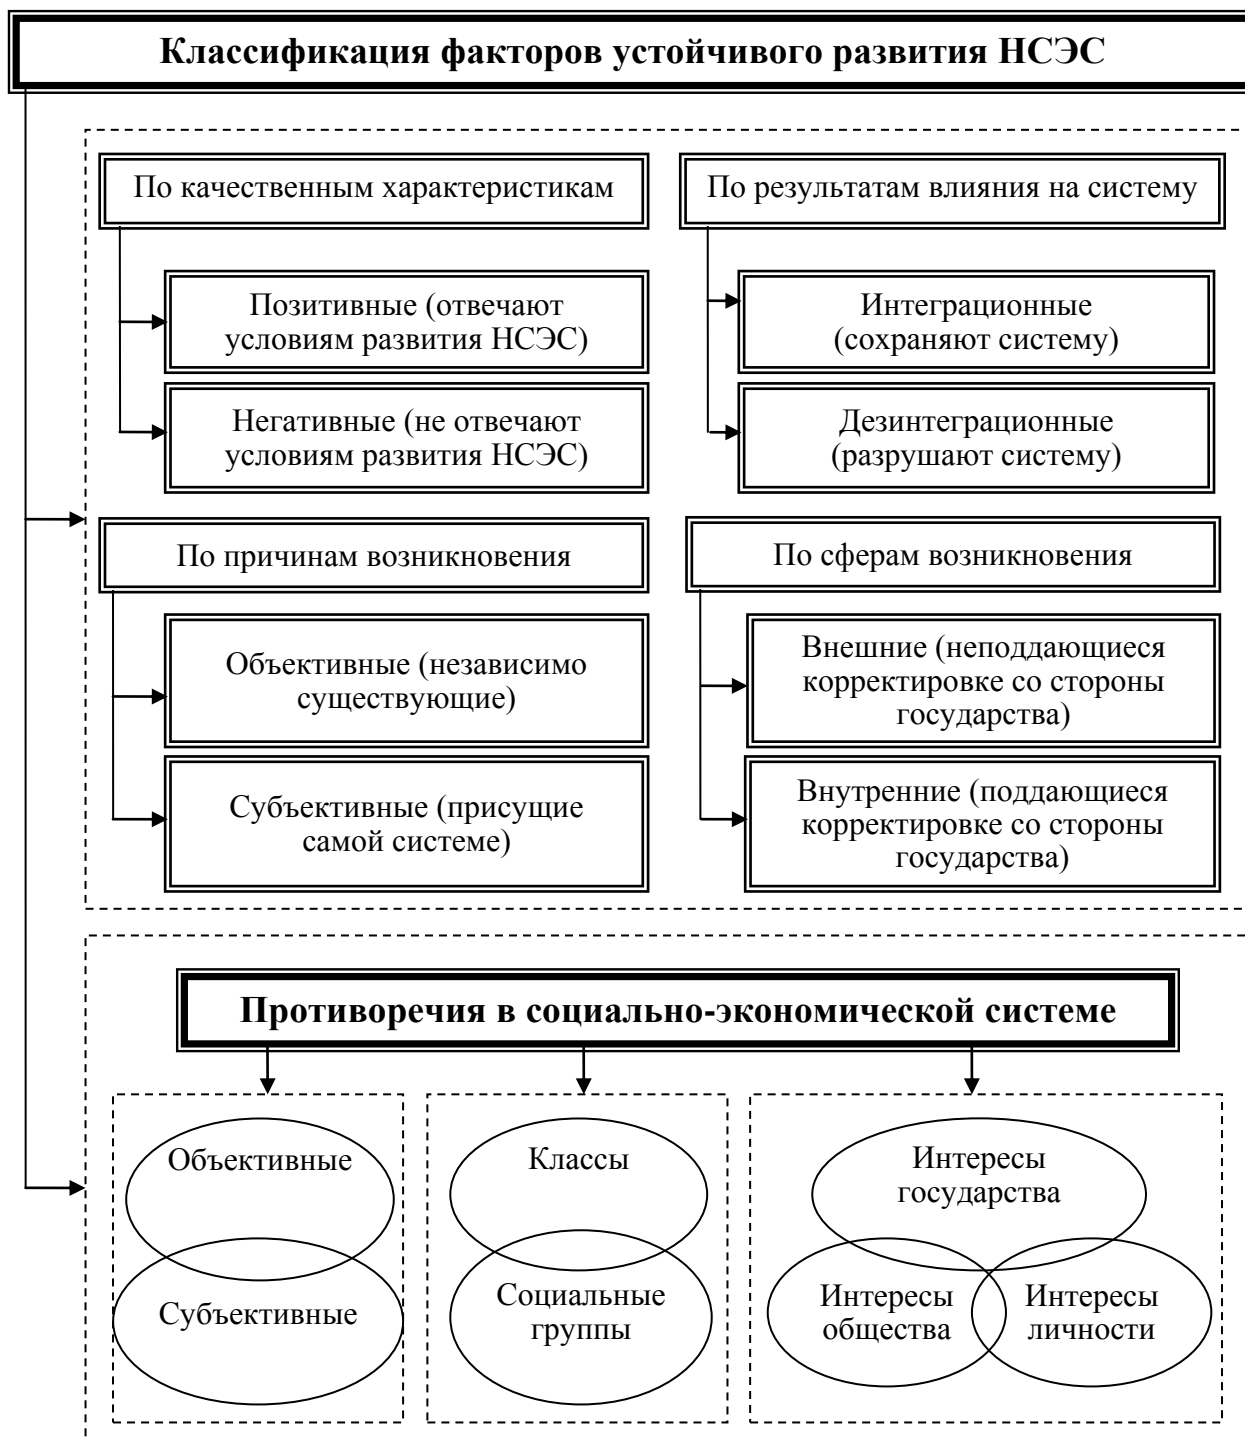 Классификация факторов устойчивого развития НСЭС
По качественным характеристикам
По результатам влияния на систему
Позитивные (отвечают
условиям развития НСЭС)
Интеграционные
(сохраняют систему)
Негативные (не отвечают
условиям развития НСЭС)
Дезинтеграционные
(разрушают систему)
По причинам возникновения
По сферам возникновения
Объективные (независимо
существующие)
Внешние (неподдающиеся
корректировке со стороны
государства)
Субъективные (присущие
самой системе)
Внутренние (поддающиеся
корректировке со стороны
государства)
Противоречия в социально-экономической системе
Объективные
Субъективные
Классы
Социальные
группы
Интересы
государства
Интересы
общества
Интересы
личности